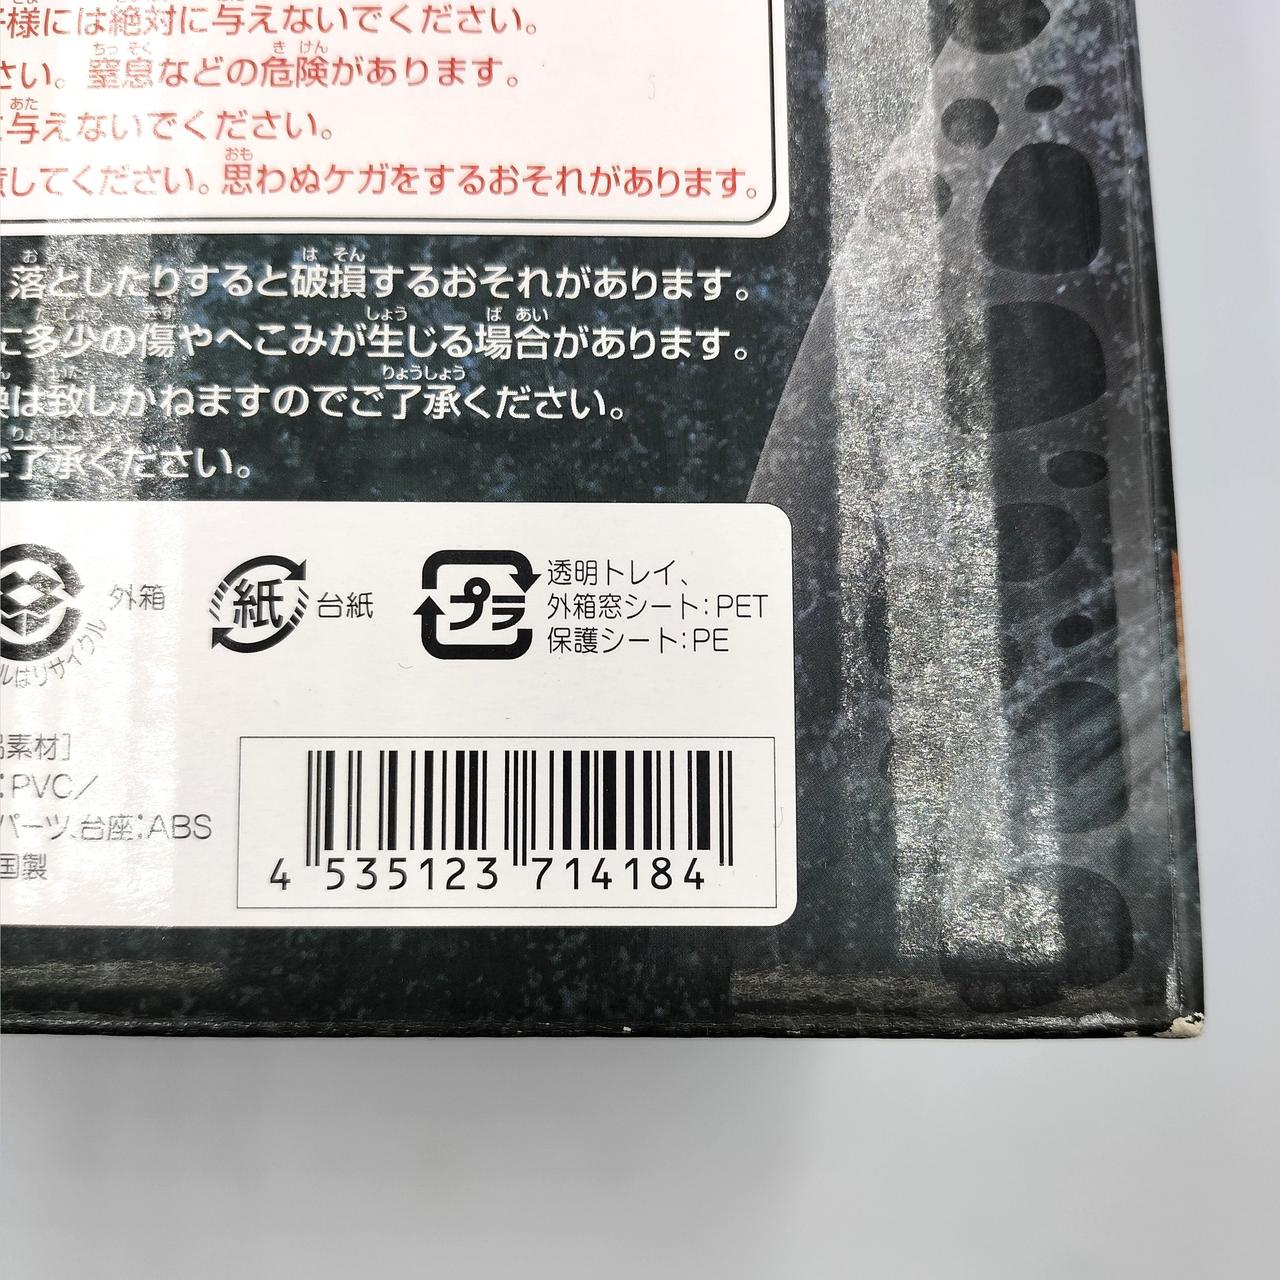 様には絶対に与えないでください。
さい。窒息などの危険があります。
与えないでください。
してください。思わぬケガをするおそれがあります。
落としたりすると破損するおそれがあります。
に多少の傷やへこみが生じる場合があります。
は致しかねますのでご了承ください。
ご了承ください。
外箱
紙
台紙
プラ
透明トレイ、
外箱窓シート:PET
保護シート:PE
ルはリサイクル
素材]
:PVC/
パーツ、台座:ABS
国製
4 535123 714184